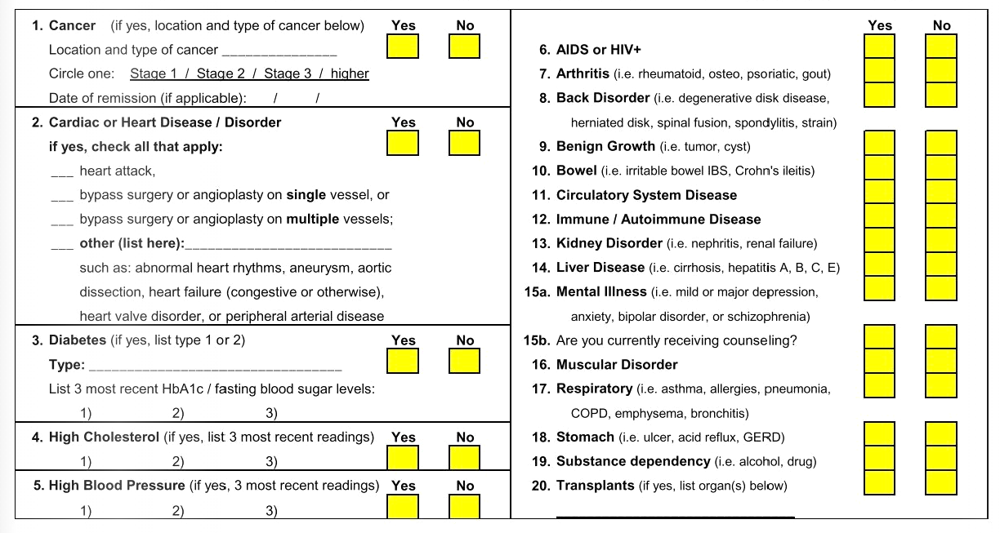 1. Cancer (if yes, location and type of cancer below) Yes No
Location and type of cancer _______________
Circle one: Stage 1 / Stage 2 / Stage 3 / higher
Date of remission (if applicable): / /
2. Cardiac or Heart Disease / Disorder Yes No
if yes, check all that apply:
___ heart attack,
___ bypass surgery or angioplasty on single vessel, or
___ bypass surgery or angioplasty on multiple vessels;
___ other (list here):___________________________
such as: abnormal heart rhythms, aneurysm, aortic
dissection, heart failure (congestive or otherwise),
heart valve disorder, or peripheral arterial disease
3. Diabetes (if yes, list type 1 or 2) Yes No
Type: _________________________________
List 3 most recent HbA1c / fasting blood sugar levels:
1) 2) 3)
4. High Cholesterol (if yes, list 3 most recent readings) Yes No
1) 2) 3)
5. High Blood Pressure (if yes, 3 most recent readings) Yes No
1) 2) 3)
Yes No
6. AIDS or HIV+
7. Arthritis (i.e. rheumatoid, osteo, psoriatic, gout)
8. Back Disorder (i.e. degenerative disk disease,
herniated disk, spinal fusion, spondylitis, strain)
9. Benign Growth (i.e. tumor, cyst)
10. Bowel (i.e. irritable bowel IBS, Crohn's ileitis)
11. Circulatory System Disease
12. Immune / Autoimmune Disease
13. Kidney Disorder (i.e. nephritis, renal failure)
14. Liver Disease (i.e. cirrhosis, hepatitis A, B, C, E)
15a. Mental Illness (i.e. mild or major depression,
anxiety, bipolar disorder, or schizophrenia)
15b. Are you currently receiving counseling?
16. Muscular Disorder
17. Respiratory (i.e. asthma, allergies, pneumonia,
COPD, emphysema, bronchitis)
18. Stomach (i.e. ulcer, acid reflux, GERD)
19. Substance dependency (i.e. alcohol, drug)
20. Transplants (if yes, list organ(s) below)